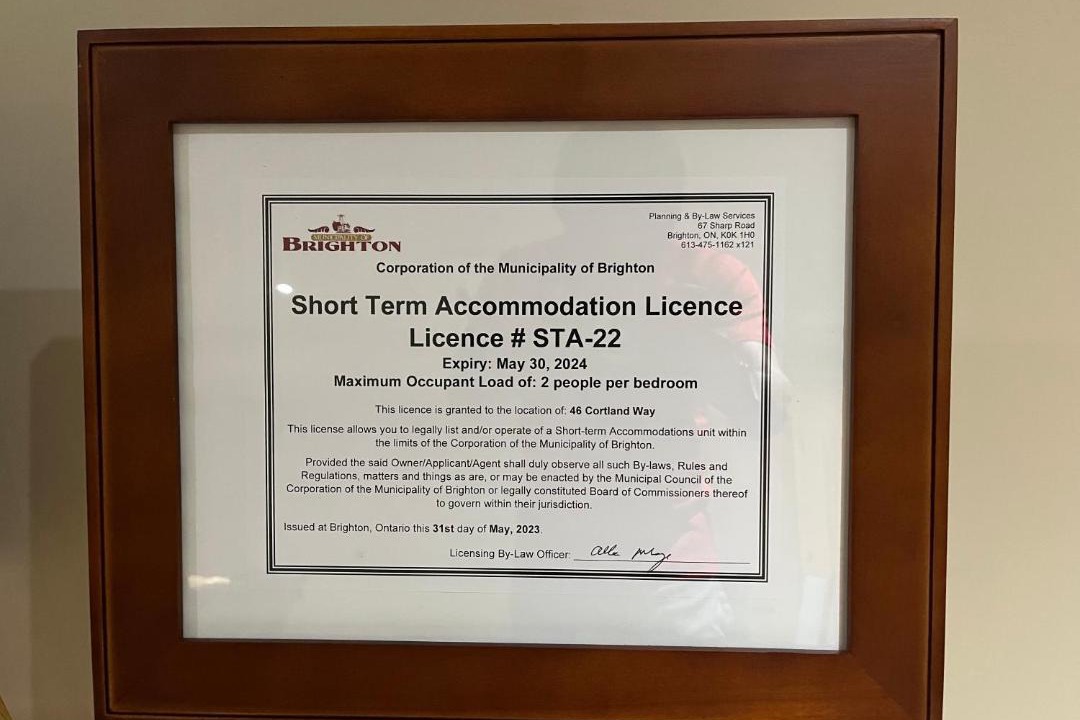 MUNICIPALITY OF
BRIGHTON
Planning & By-Law Services
67 Sharp Road
Brighton, ON, K0K 1H0
613-475-1162 x121
Corporation of the Municipality of Brighton
Short Term Accommodation Licence
Licence # STA-22
Expiry: May 30, 2024
Maximum Occupant Load of: 2 people per bedroom
This licence is granted to the location of: 46 Cortland Way
This license allows you to legally list and/or operate of a Short-term Accommodations unit within
the limits of the Corporation of the Municipality of Brighton.
Provided the said Owner/Applicant/Agent shall duly observe all such By-laws, Rules and
Regulations, matters and things as are, or may be enacted by the Municipal Council of the
Corporation of the Municipality of Brighton or legally constituted Board of Commissioners thereof
to govern within their jurisdiction.
Issued at Brighton, Ontario this 31st day of May, 2023.
Licensing By-Law Officer: